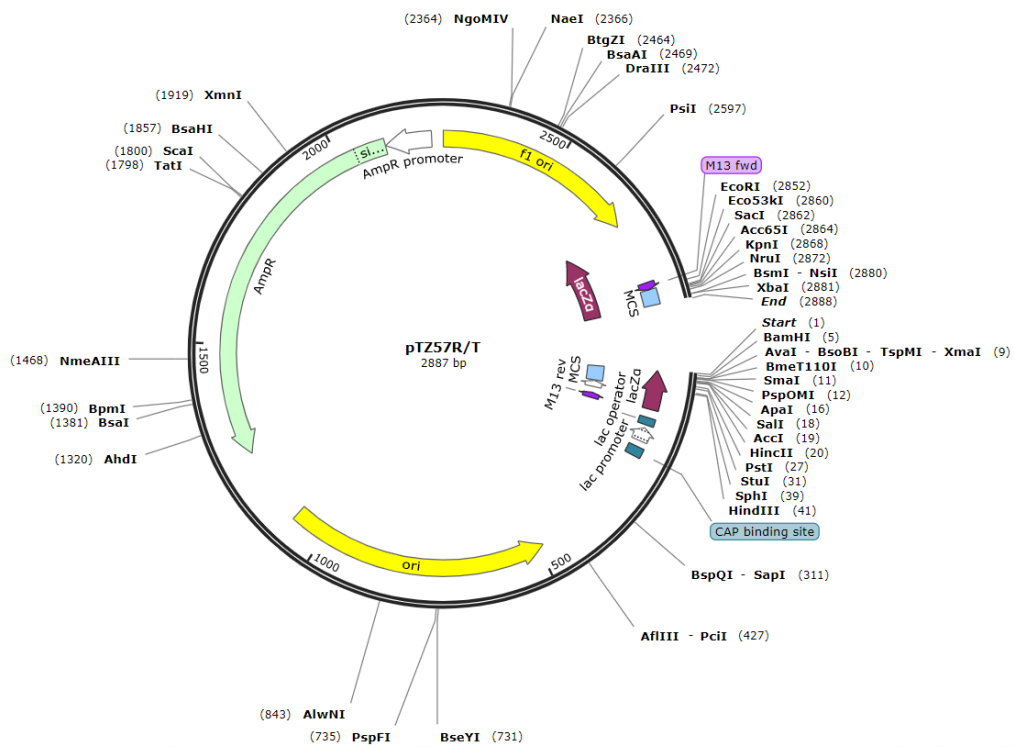 (2364) NgoMIV
NaeI (2366)
BtgZI (2464)
BsaAI (2469)
DraIII (2472)
PsiI (2597)
(1919) XmnI
(1857) BsaHI
(1800) ScaI
(1798) TatI
2000
2500
si...
AmpR promoter
f1 ori
M13 fwd
EcoRI (2852)
Eco53kI (2860)
SacI (2862)
Acc65I (2864)
KpnI (2868)
NruI (2872)
BsmI - NsiI (2880)
XbaI (2881)
End (2888)
AmpR
lacZα
MCS
pTZ57R/T
2887 bp
Start (1)
BamHI (5)
AvaI - BsoBI - TspMI - XmaI (9)
BmeT110I (10)
SmaI (11)
PspOMI (12)
ApaI (16)
SalI (18)
AccI (19)
HincII (20)
PstI (27)
StuI (31)
SphI (39)
HindIII (41)
CAP binding site
1500
(1468) NmeAIII
(1390) BpmI
(1381) BsaI
(1320) AhdI
M13 rev
MCS
lac operator
lacZα
lac promoter
ori
1000
500
BspQI - SapI (311)
AflIII - PciI (427)
(843) AlwNI
(735) PspFI
BseYI (731)